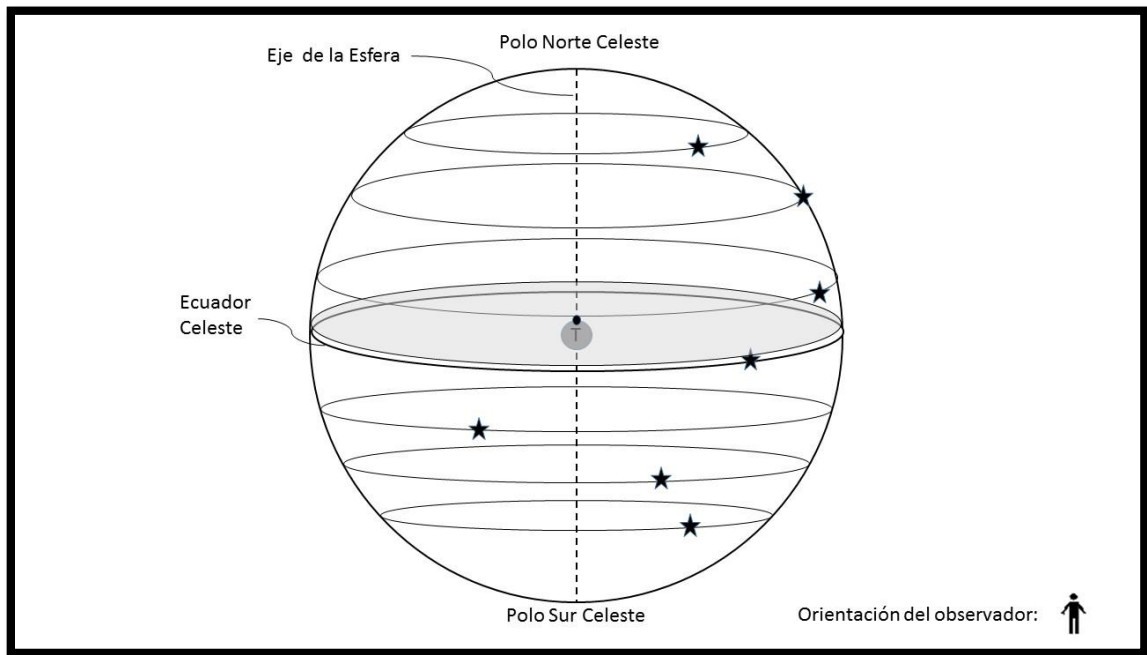 Polo Norte Celeste
Eje de la Esfera
Ecuador
Celeste
T
Polo Sur Celeste
Orientación del observador: